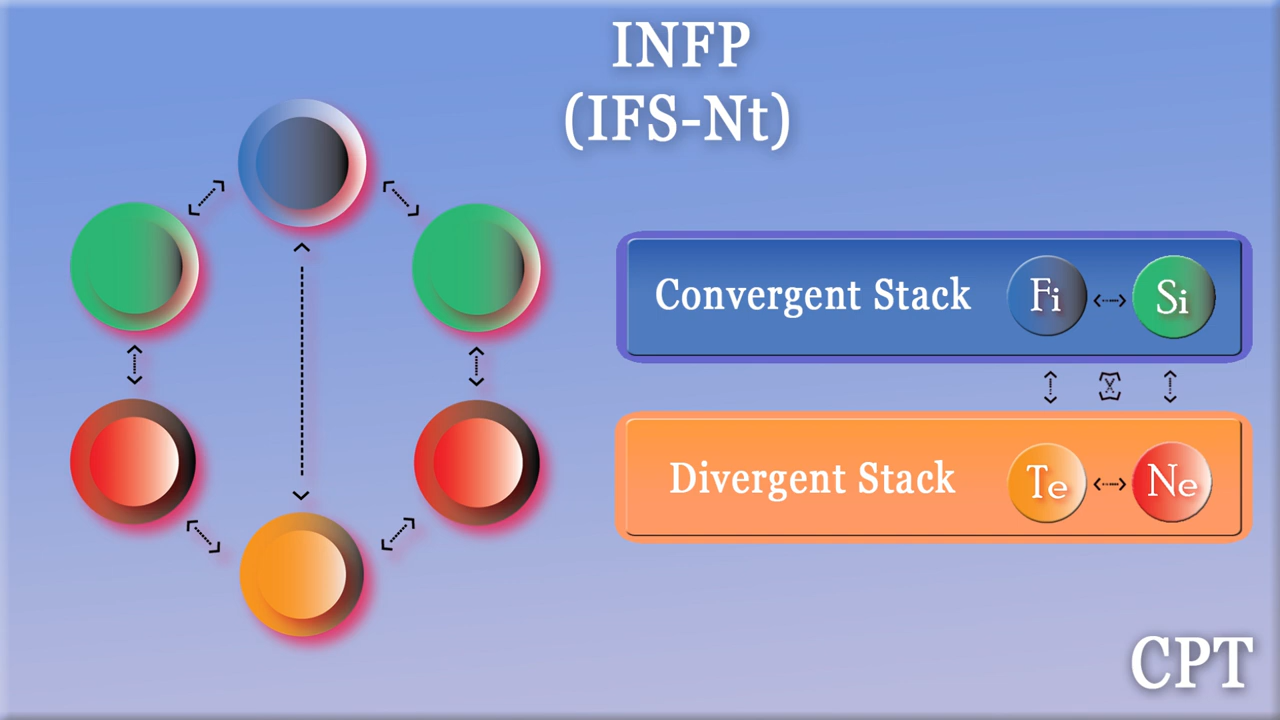 INFP
(IFS-Nt)
Convergent Stack Fi Si
Divergent Stack Te Ne
CPT